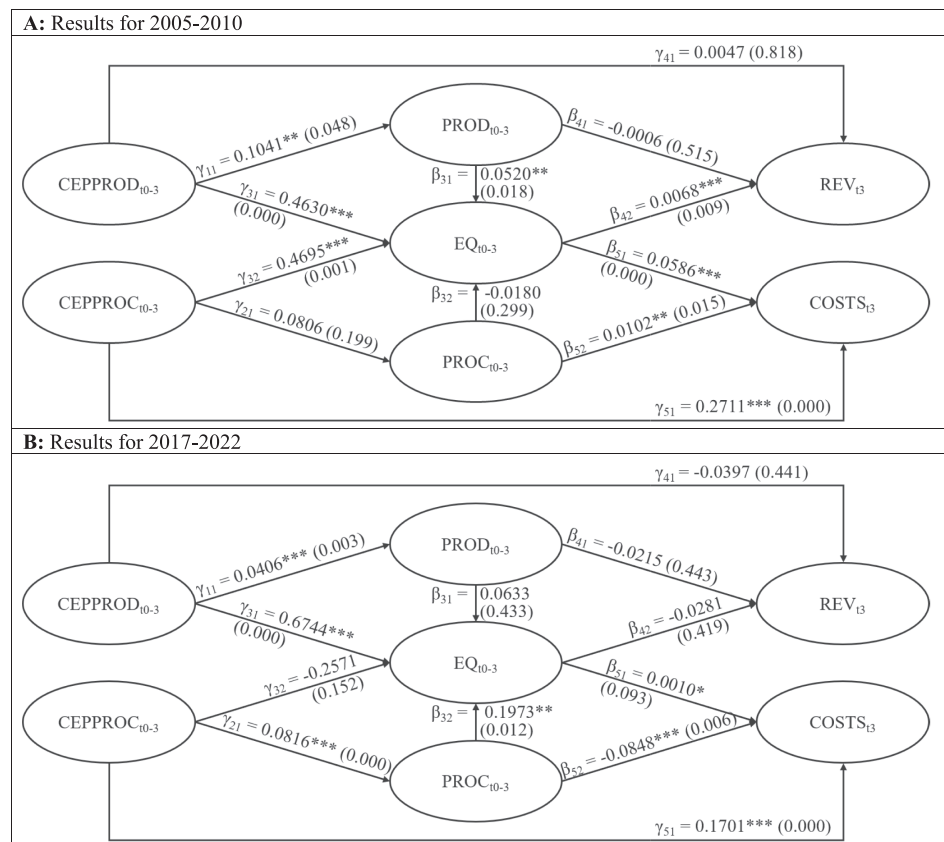 A: Results for 2005-2010
γ41 = 0.0047 (0.818)
PRODt0-3
γ11 = 0.1041** (0.048)
β41 = -0.0006 (0.515)
CEPPRODt0-3
β31 = 0.0520**
(0.018)
REVt3
γ31 = 0.4630***
(0.000)
β42 = 0.0068***
(0.009)
EQt0-3
γ32 = 0.4695***
(0.001)
β51 = 0.0586***
(0.000)
CEPPROCt0-3
β32 = -0.0180
(0.299)
COSTSt3
γ21 = 0.0806 (0.199)
β52 = 0.0102** (0.015)
PROCt0-3
γ51 = 0.2711*** (0.000)
B: Results for 2017-2022
γ41 = -0.0397 (0.441)
PRODt0-3
γ11 = 0.0406*** (0.003)
β41 = -0.0215 (0.443)
CEPPRODt0-3
β31 = 0.0633
(0.433)
REVt3
γ31 = 0.6744***
(0.000)
β42 = -0.0281
(0.419)
EQt0-3
γ32 = -0.2571
(0.152)
β51 = 0.0010*
(0.093)
CEPPROCt0-3
β32 = 0.1973**
(0.012)
COSTSt3
γ21 = 0.0816*** (0.000)
β52 = -0.0848*** (0.006)
PROCt0-3
γ51 = 0.1701*** (0.000)